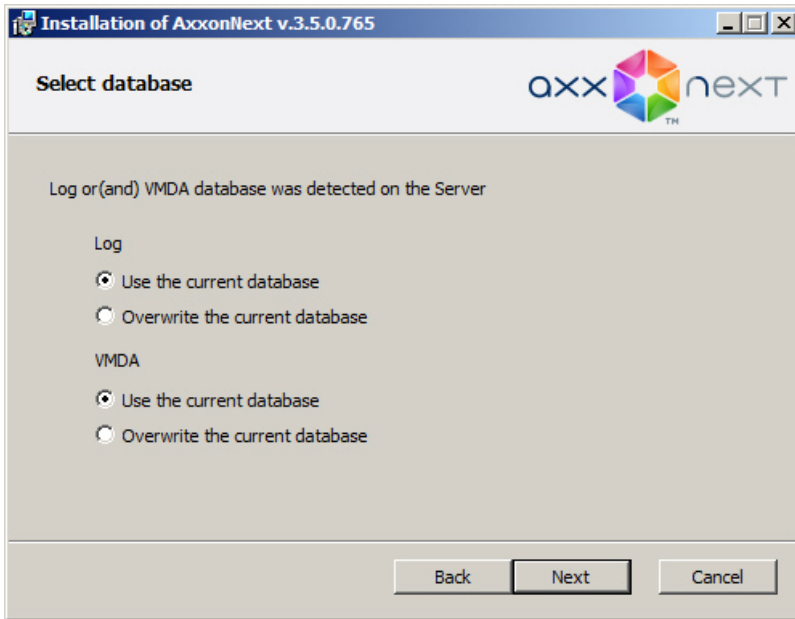 Installation of AxxonNext v.3.5.0.765
Select database
axx next
TM
Log or(and) VMDA database was detected on the Server
Log
Use the current database
Overwrite the current database
VMDA
Use the current database
Overwrite the current database
Back Next Cancel